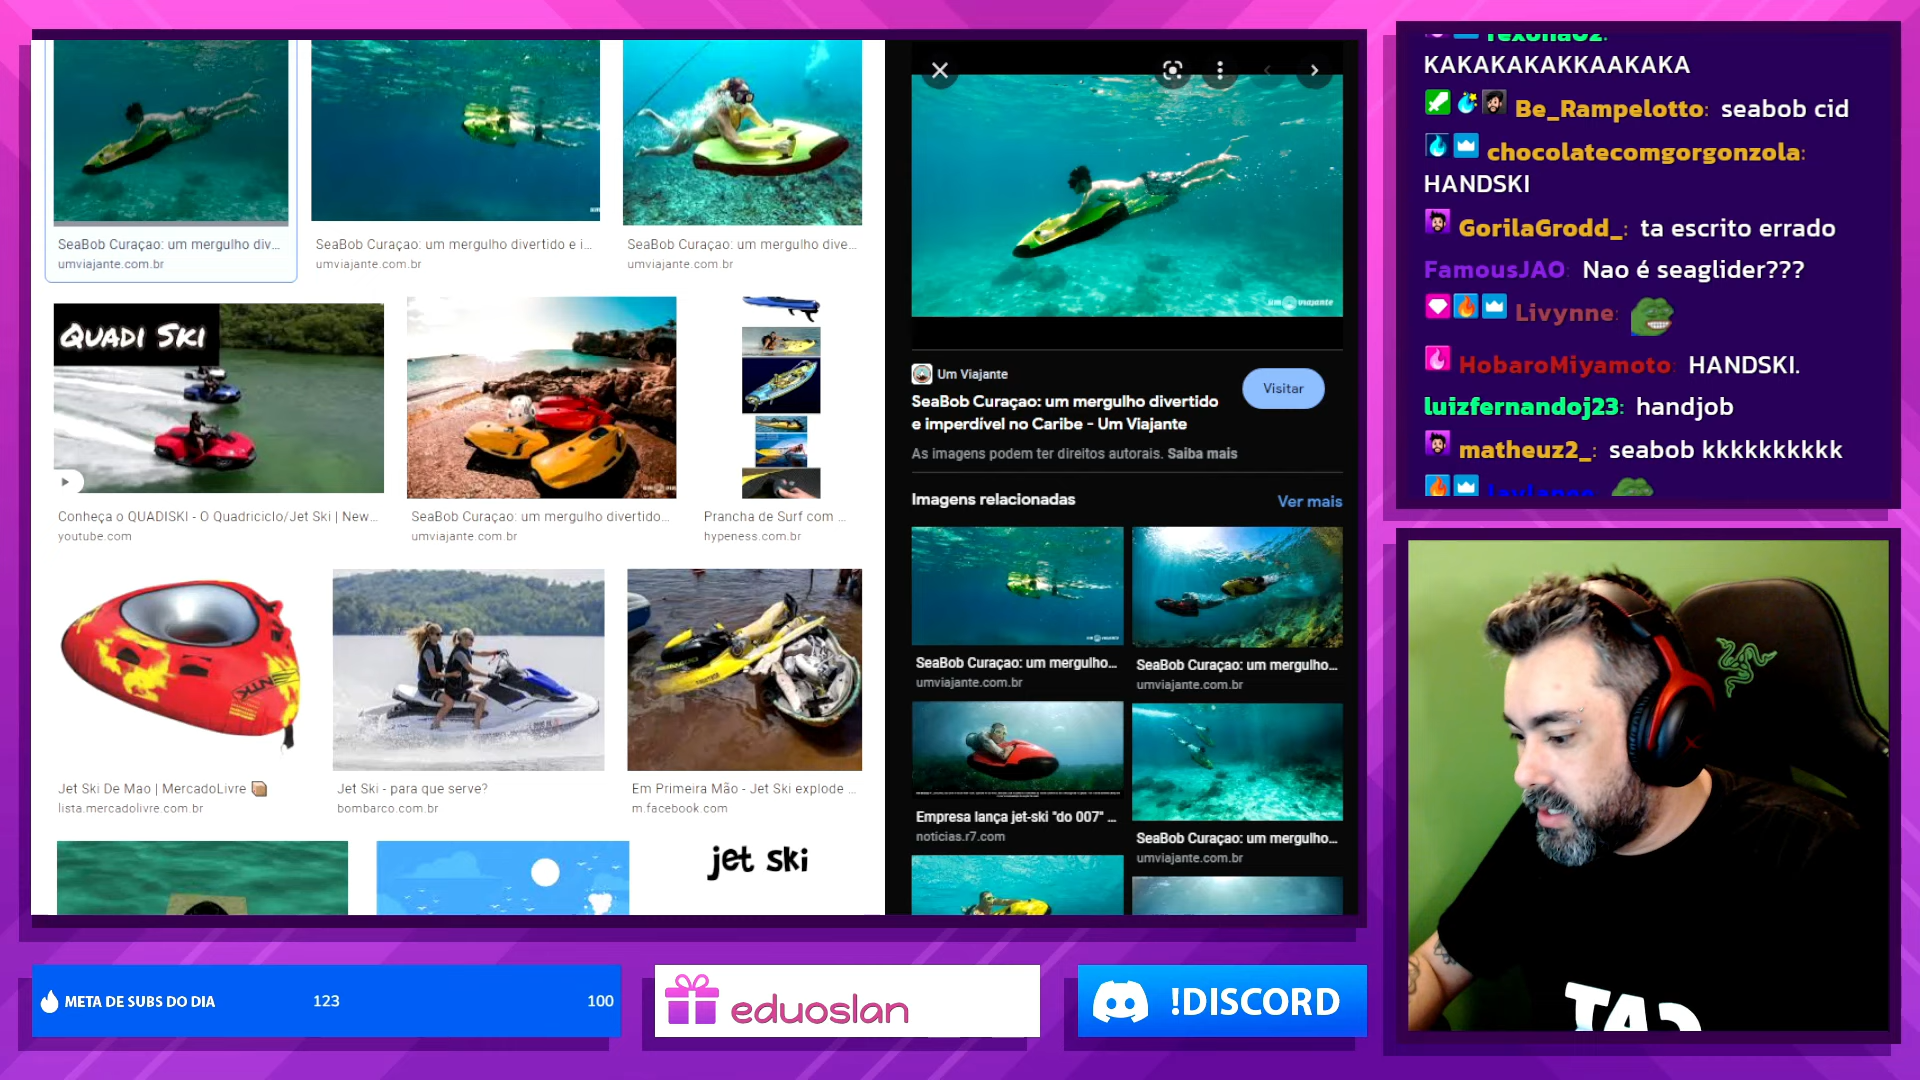 SeaBob Curaçao: um mergulho div...
umviajante.com.br
SeaBob Curaçao: um mergulho divertido e i...
umviajante.com.br
SeaBob Curaçao: um mergulho dive...
umviajante.com.br
QUADI SKI
Conheça o QUADISKI - O Quadriciclo/Jet Ski | New...
youtube.com
SeaBob Curaçao: um mergulho divertido...
umviajante.com.br
Prancha de Surf com ...
hypeness.com.br
Jet Ski De Mao | MercadoLivre
lista.mercadolivre.com.br
Jet Ski - para que serve?
bombarco.com.br
Em Primeira Mão - Jet Ski explode ...
m.facebook.com
jet ski
um viajante
Um Viajante
SeaBob Curaçao: um mergulho divertido
e imperdível no Caribe - Um Viajante
Visitar
As imagens podem ter direitos autorais. Saiba mais
Imagens relacionadas
Ver mais
SeaBob Curaçao: um mergulho...
umviajante.com.br
SeaBob Curaçao: um mergulho...
umviajante.com.br
Empresa lança jet-ski "do 007" ...
noticias.r7.com
SeaBob Curaçao: um mergulho...
umviajante.com.br
KAKAKAKAKKAAKAKA
Be_Rampelotto: seabob cid
chocolatecomgorgonzola:
HANDSKI
GorilaGrodd_: ta escrito errado
FamousJAO: Nao é seaglider???
Livynne:
HobaroMiyamoto: HANDSKI.
luizfernandoj23: handjob
matheuz2_: seabob kkkkkkkkkk
META DE SUBS DO DIA 123 100
eduoslan
!DISCORD